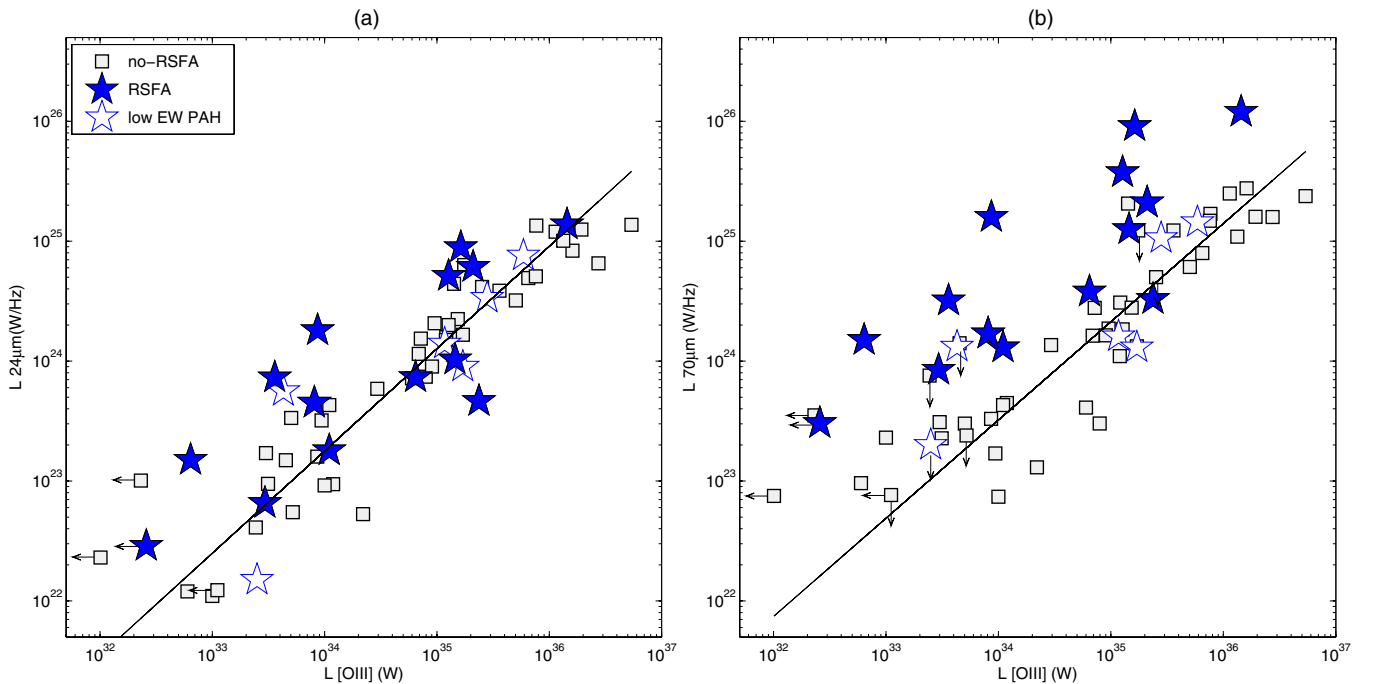 (a)
(b)
no−RSFA
RSFA
low EW PAH
L 24μm(W/Hz)
10^26
10^25
10^24
10^23
10^22
10^32 10^33 10^34 10^35 10^36 10^37
L [OIII] (W)
L 70μm (W/Hz)
10^26
10^25
10^24
10^23
10^22
10^32 10^33 10^34 10^35 10^36 10^37
L [OIII] (W)